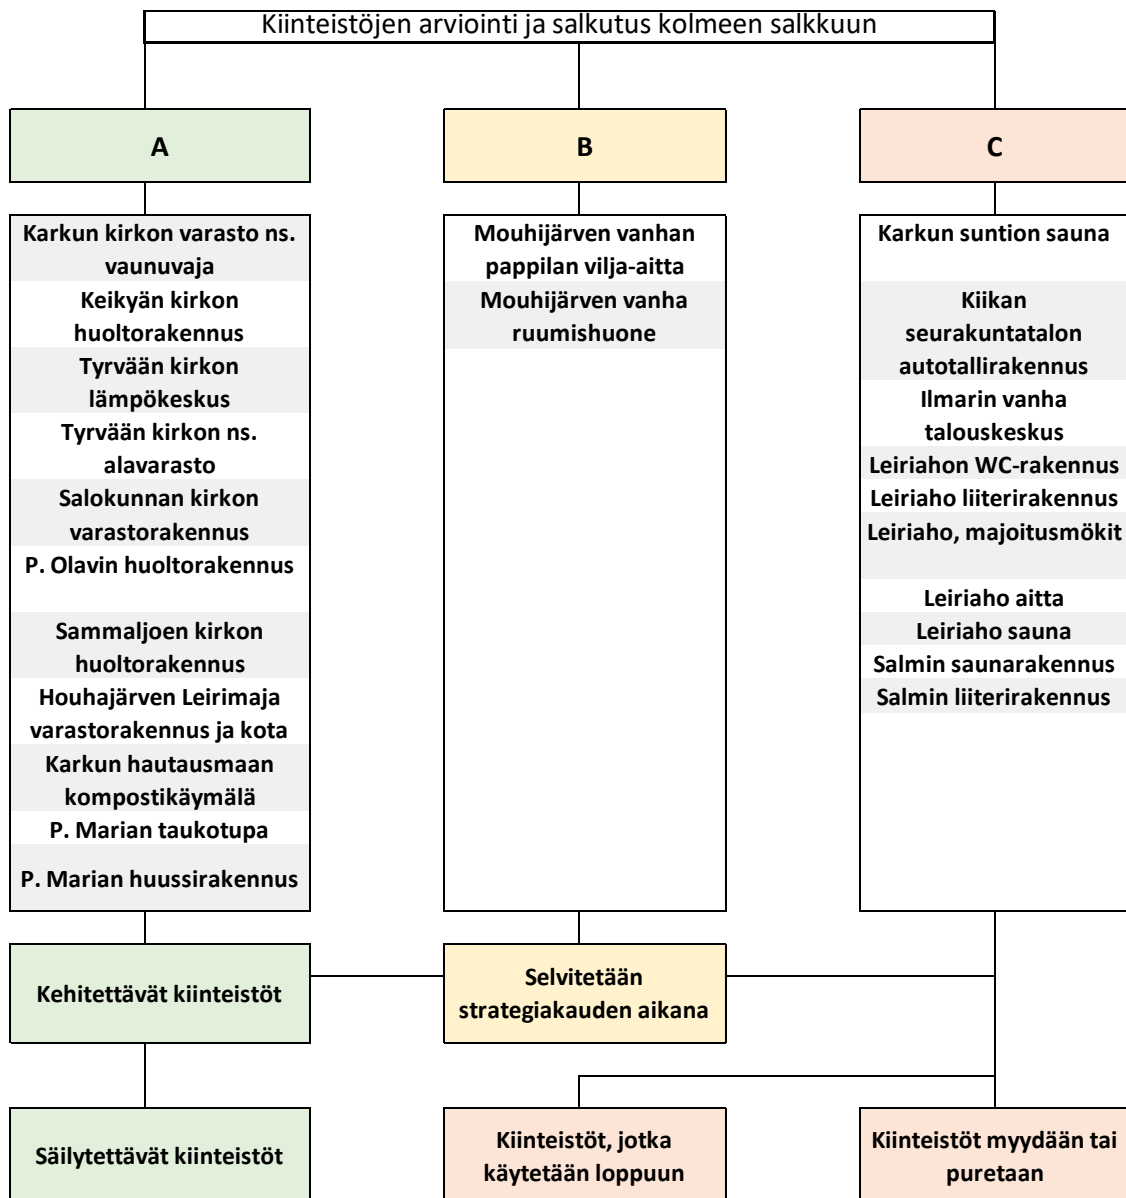 Kiinteistöjen arviointi ja salkutus kolmeen salkkuun
A
B
C
Karkun kirkon varasto ns.
vaunuvaja
Keikyän kirkon
huoltorakennus
Tyrvään kirkon
lämpökeskus
Tyrvään kirkon ns.
alavarasto
Salokunnan kirkon
varastorakennus
P. Olavin huoltorakennus
Sammaljoen kirkon
huoltorakennus
Houhajärven Leirimaja
varastorakennus ja kota
Karkun hautausmaan
kompostikäymälä
P. Marian taukotupa
P. Marian huussirakennus
Mouhijärven vanhan
pappilan vilja-aitta
Mouhijärven vanha
ruumishuone
Karkun suntion sauna
Kiikan
seurakuntatalon
autotallirakennus
Ilmarin vanha
talouskeskus
Leiriahon WC-rakennus
Leiriaho liiterirakennus
Leiriaho, majoitusmökit
Leiriaho aitta
Leiriaho sauna
Salmin saunarakennus
Salmin liiterirakennus
Kehitettävät kiinteistöt
Selvitetään
strategiakauden aikana
Säilytettävät kiinteistöt
Kiinteistöt, jotka
käytetään loppuun
Kiinteistöt myydään tai
puretaan